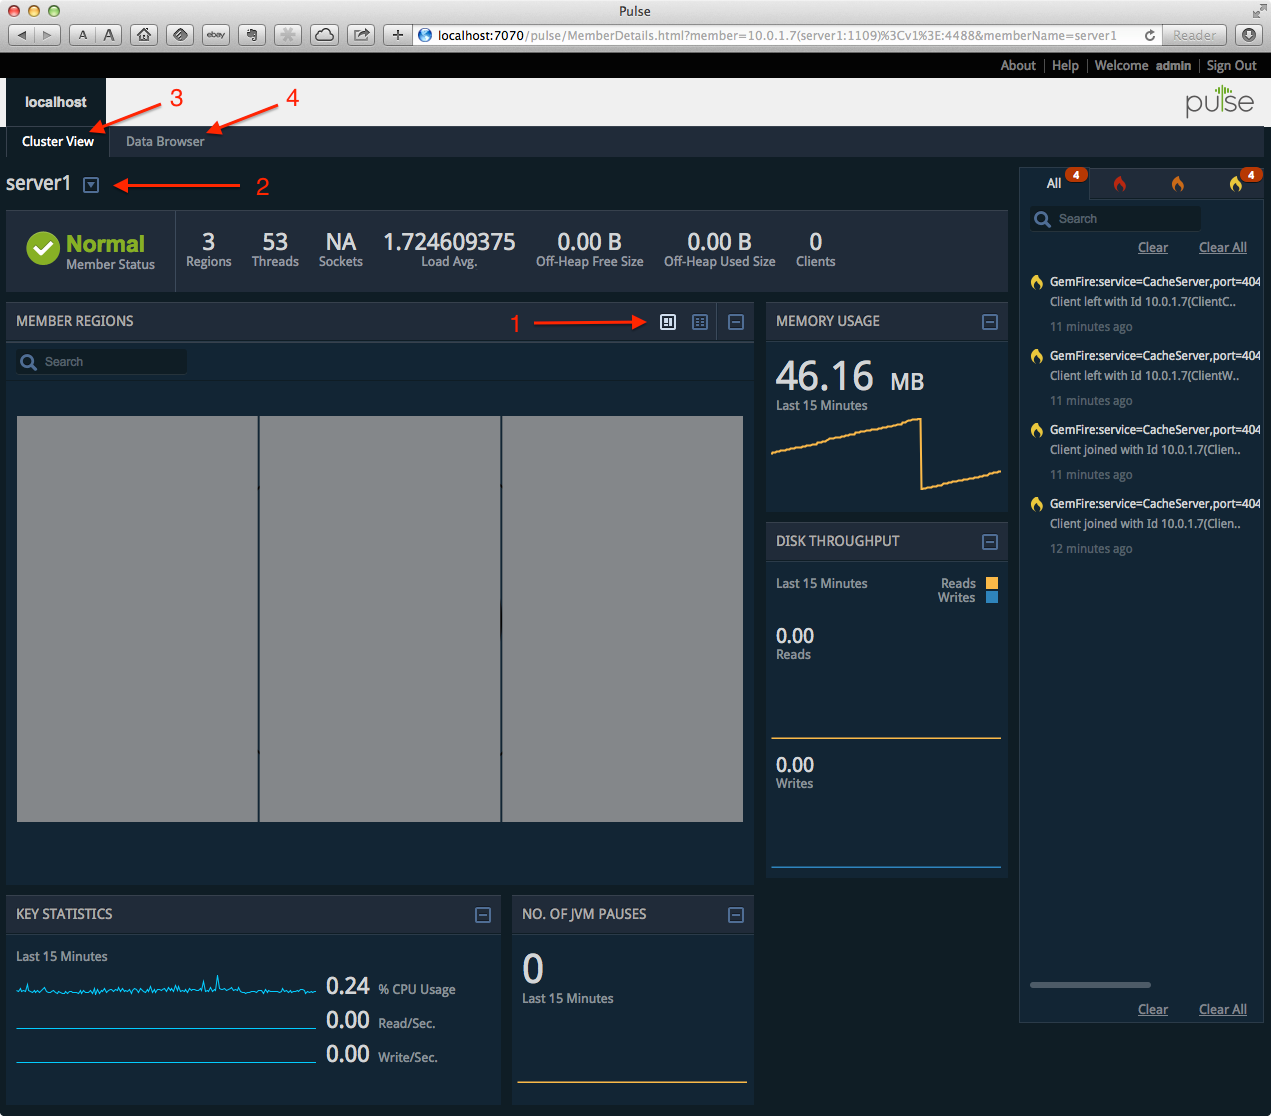 Pulse
A A ebay + localhost:7070/pulse/MemberDetails.html?member=10.0.1.7(server1:1109)%3Cv1%3E:4488&memberName=server1 Reader
About Help Welcome admin Sign Out
localhost 3 4 pulse
Cluster View Data Browser
server1 2
Normal
Member Status
3
Regions
53
Threads
NA
Sockets
1.724609375
Load Avg.
0.00 B
Off-Heap Free Size
0.00 B
Off-Heap Used Size
0
Clients
MEMBER REGIONS 1
Search
MEMORY USAGE
46.16 MB
Last 15 Minutes
DISK THROUGHPUT
Last 15 Minutes Reads
Writes
0.00
Reads
0.00
Writes
KEY STATISTICS
Last 15 Minutes
0.24 % CPU Usage
0.00 Read/Sec.
0.00 Write/Sec.
NO. OF JVM PAUSES
0
Last 15 Minutes
All 4 4
Search
Clear Clear All
GemFire:service=CacheServer,port=404
Client left with Id 10.0.1.7(ClientC..
11 minutes ago
GemFire:service=CacheServer,port=404
Client left with Id 10.0.1.7(ClientW..
11 minutes ago
GemFire:service=CacheServer,port=404
Client joined with Id 10.0.1.7(Clien..
11 minutes ago
GemFire:service=CacheServer,port=404
Client joined with Id 10.0.1.7(Clien..
12 minutes ago
Clear Clear All